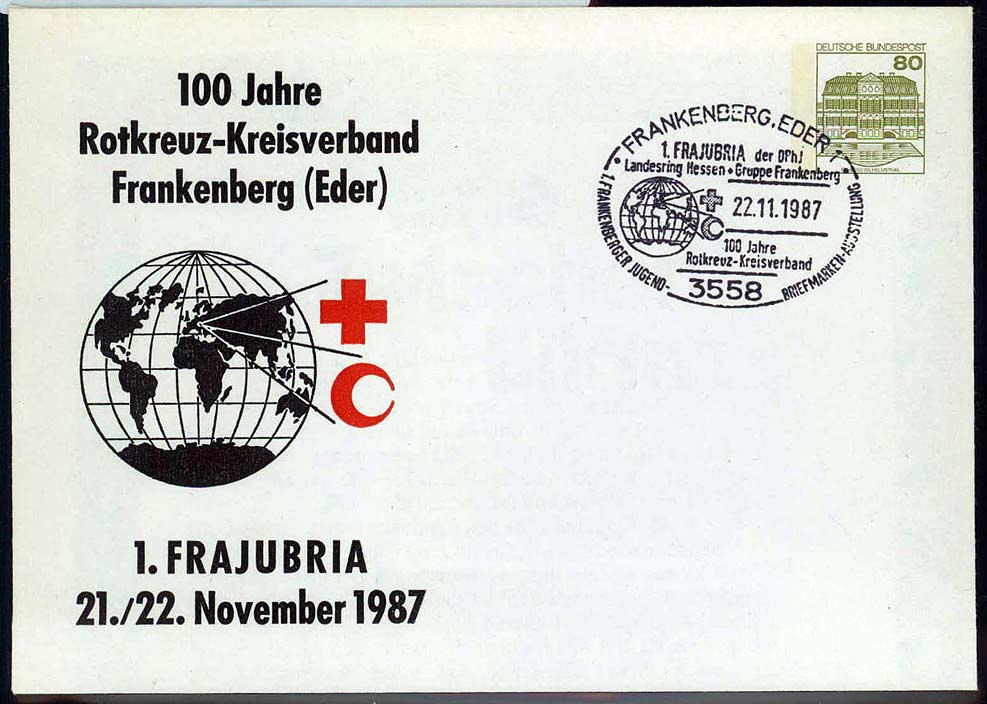 100 Jahre
Rotkreuz-Kreisverband
Frankenberg (Eder)
1. FRAJUBRIA
21./22. November 1987
DEUTSCHE BUNDESPOST
80
WILHELMSTHAL
FRANKENBERG, EDER 1
1. FRAJUBRIA der DPhJ
Landesring Hessen + Gruppe Frankenberg
22.11.1987
100 Jahre
Rotkreuz-Kreisverband
3558
1. FRANKENBERGER JUGEND-
BRIEFMARKEN-AUSSTELLUNG